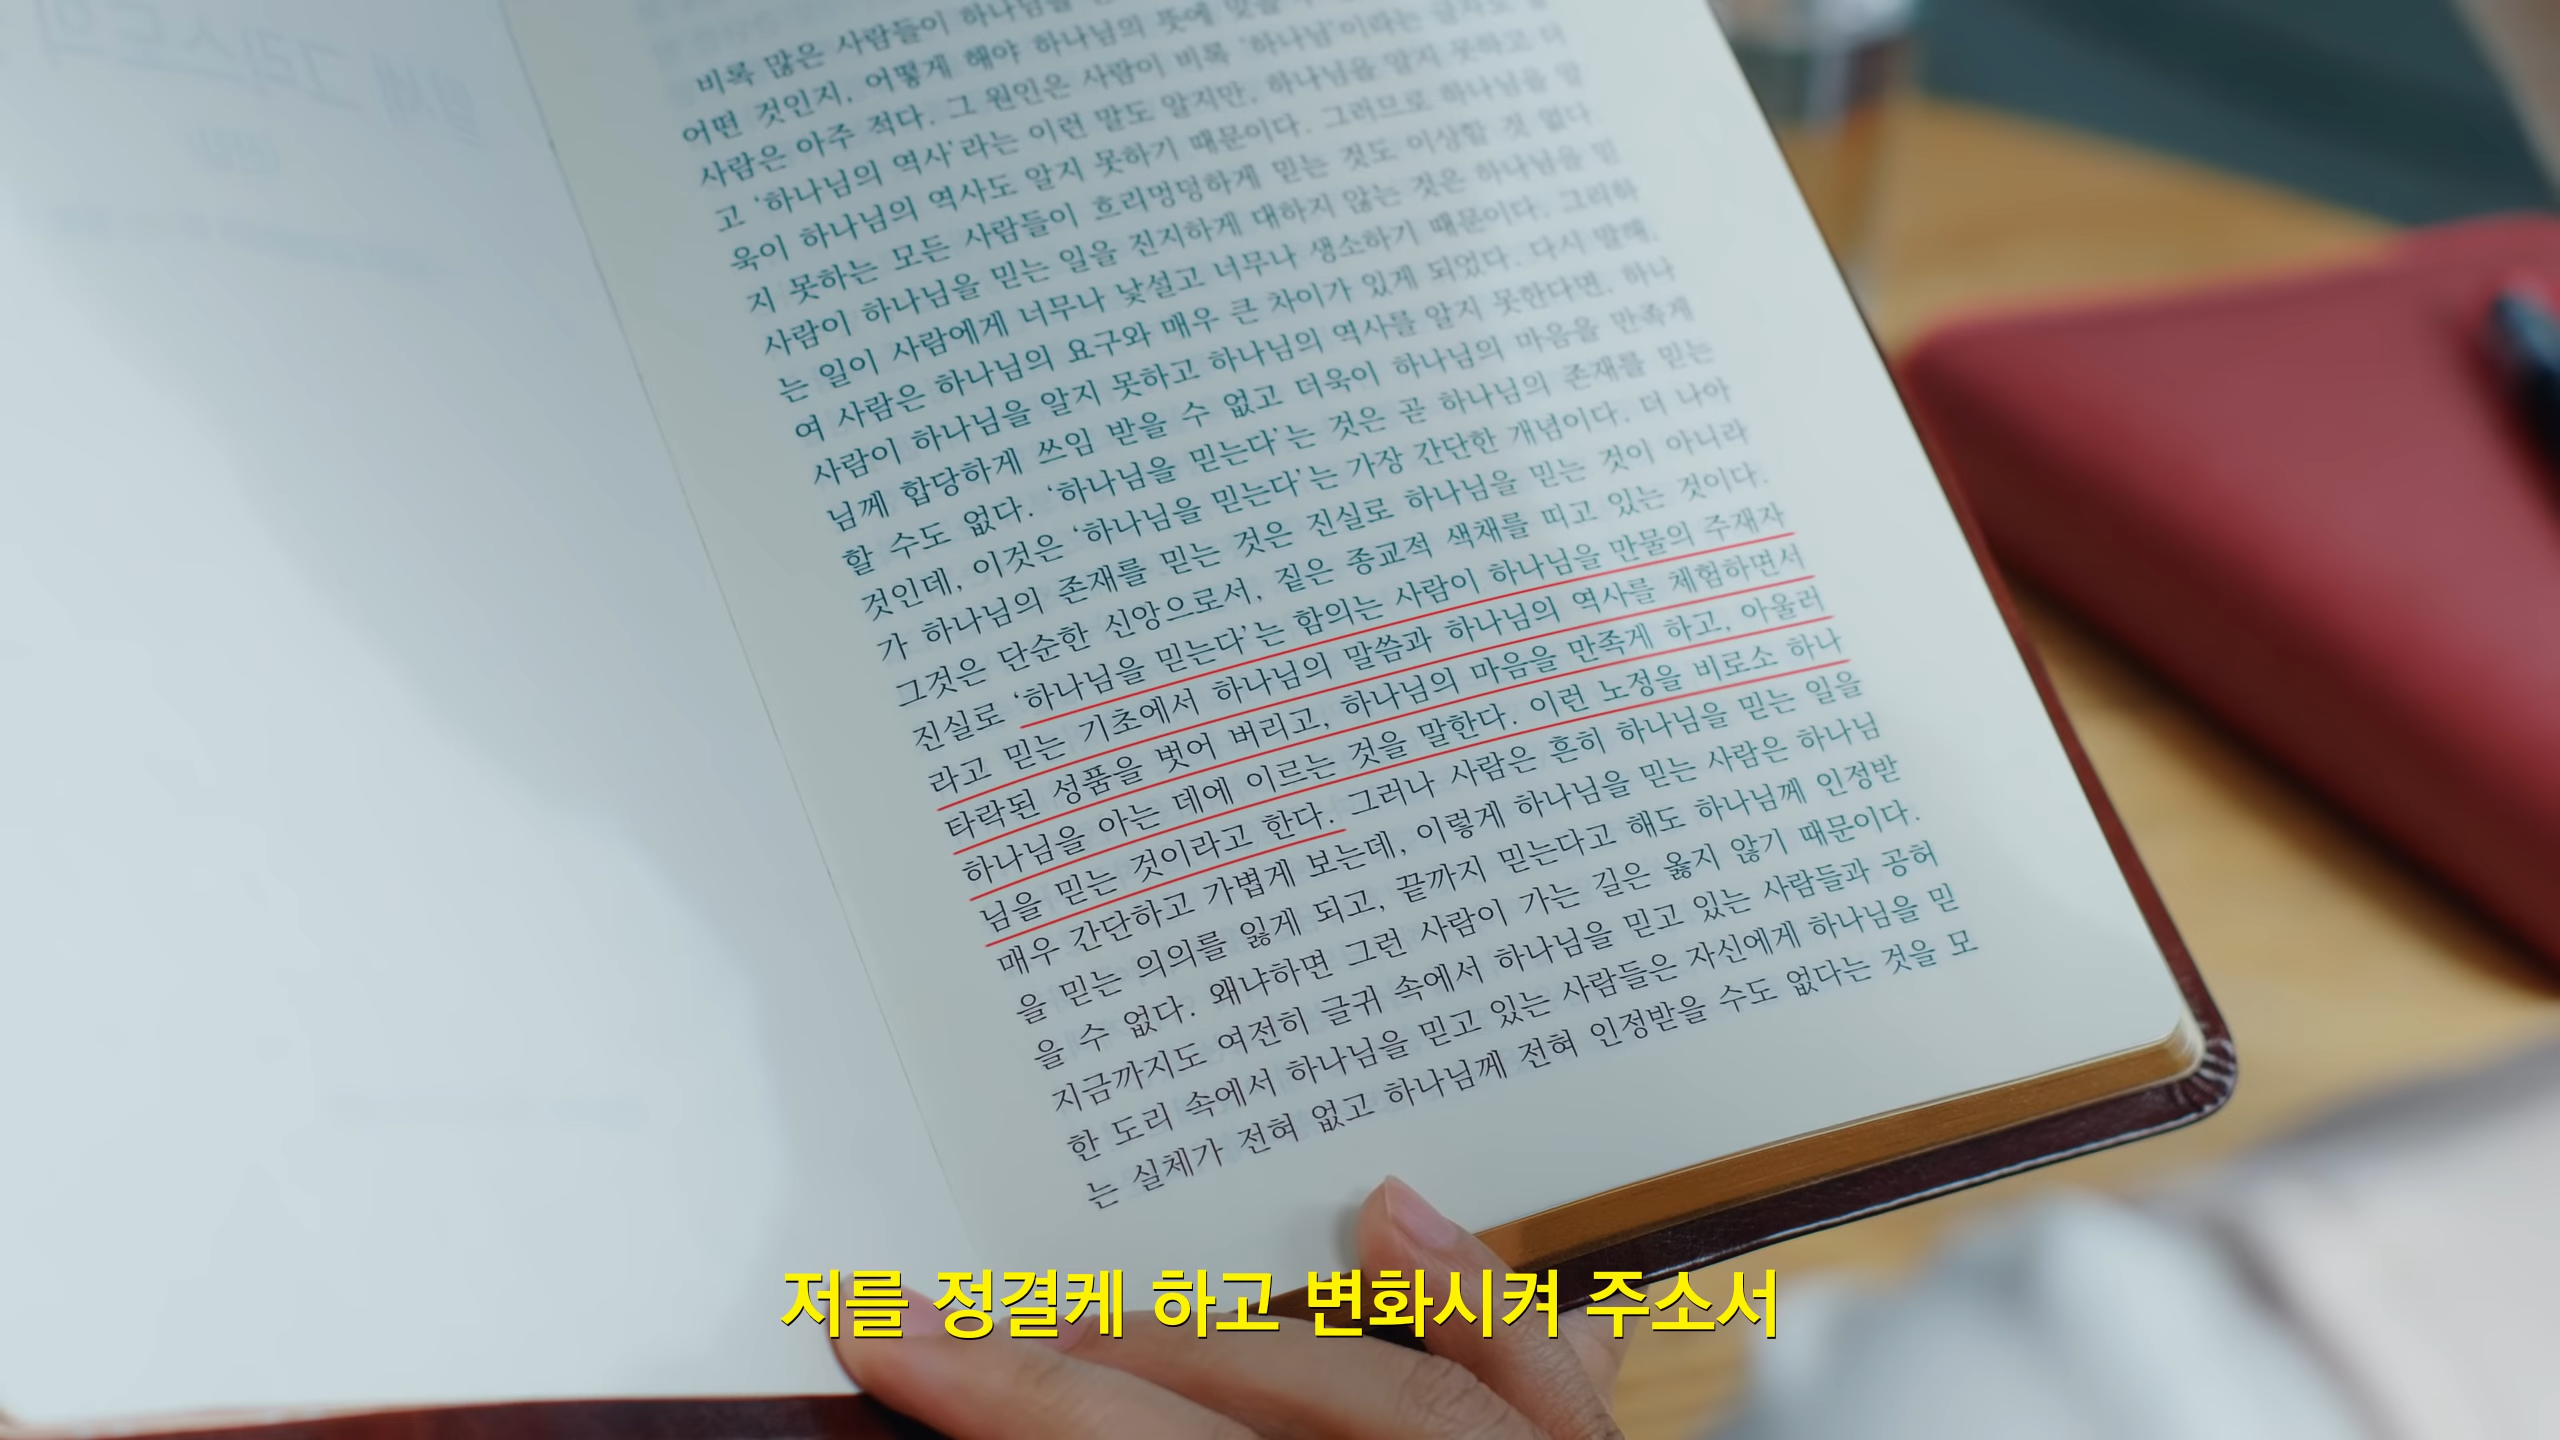 비록 많은 사람들이 하나님을
어떤 것인지, 어떻게 해야 하나님의 뜻에 맞을
사람은 아주 적다. 그 원인은 사람이 비록 ‘하나님’이라는 글자도 알
고 ‘하나님의 역사’라는 이런 말도 알지만, 하나님을 알지 못하고 더
욱이 하나님의 역사도 알지 못하기 때문이다. 그러므로 하나님을 알
지 못하는 모든 사람들이 흐리멍덩하게 믿는 것도 이상할 것 없다
사람이 하나님을 믿는 일을 진지하게 대하지 않는 것은 하나님을 믿
는 일이 사람에게 너무나 낯설고 너무나 생소하기 때문이다. 그리하
여 사람은 하나님의 요구와 매우 큰 차이가 있게 되었다. 다시 말해,
사람이 하나님을 알지 못하고 하나님의 역사를 알지 못한다면, 하나
님께 합당하게 쓰임 받을 수 없고 더욱이 하나님의 마음을 만족게
할 수도 없다. ‘하나님을 믿는다’는 것은 곧 하나님의 존재를 믿는
것인데, 이것은 ‘하나님을 믿는다’는 가장 간단한 개념이다. 더 나아
가 하나님의 존재를 믿는 것은 진실로 하나님을 믿는 것이 아니라
그것은 단순한 신앙으로서, 짙은 종교적 색채를 띠고 있는 것이다.
진실로 ‘하나님을 믿는다’는 함의는 사람이 하나님을 만물의 주재자
라고 믿는 기초에서 하나님의 말씀과 하나님의 역사를 체험하면서
타락된 성품을 벗어 버리고, 하나님의 마음을 만족게 하고, 아울러
하나님을 아는 데에 이르는 것을 말한다. 이런 노정을 비로소 하나
님을 믿는 것이라고 한다. 그러나 사람은 흔히 하나님을 믿는 일을
매우 간단하고 가볍게 보는데, 이렇게 하나님을 믿는 사람은 하나님
을 믿는 의의를 잃게 되고, 끝까지 믿는다고 해도 하나님께 인정받
을 수 없다. 왜냐하면 그런 사람이 가는 길은 옳지 않기 때문이다.
지금까지도 여전히 글귀 속에서 하나님을 믿고 있는 사람들과 공허
한 도리 속에서 하나님을 믿고 있는 사람들은 자신에게 하나님을 믿
는 실체가 전혀 없고 하나님께 전혀 인정받을 수도 없다는 것을 모
저를 정결케 하고 변화시켜 주소서